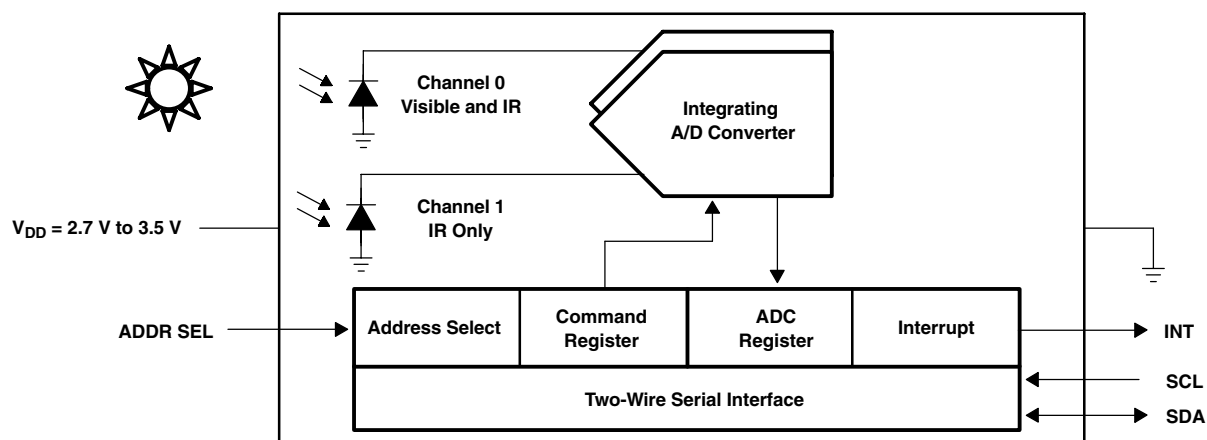 Channel 0
Visible and IR
Integrating
A/D Converter
Channel 1
IR Only
VDD = 2.7 V to 3.5 V
ADDR SEL
Address Select
Command
Register
ADC
Register
Interrupt
INT
Two-Wire Serial Interface
SCL
SDA